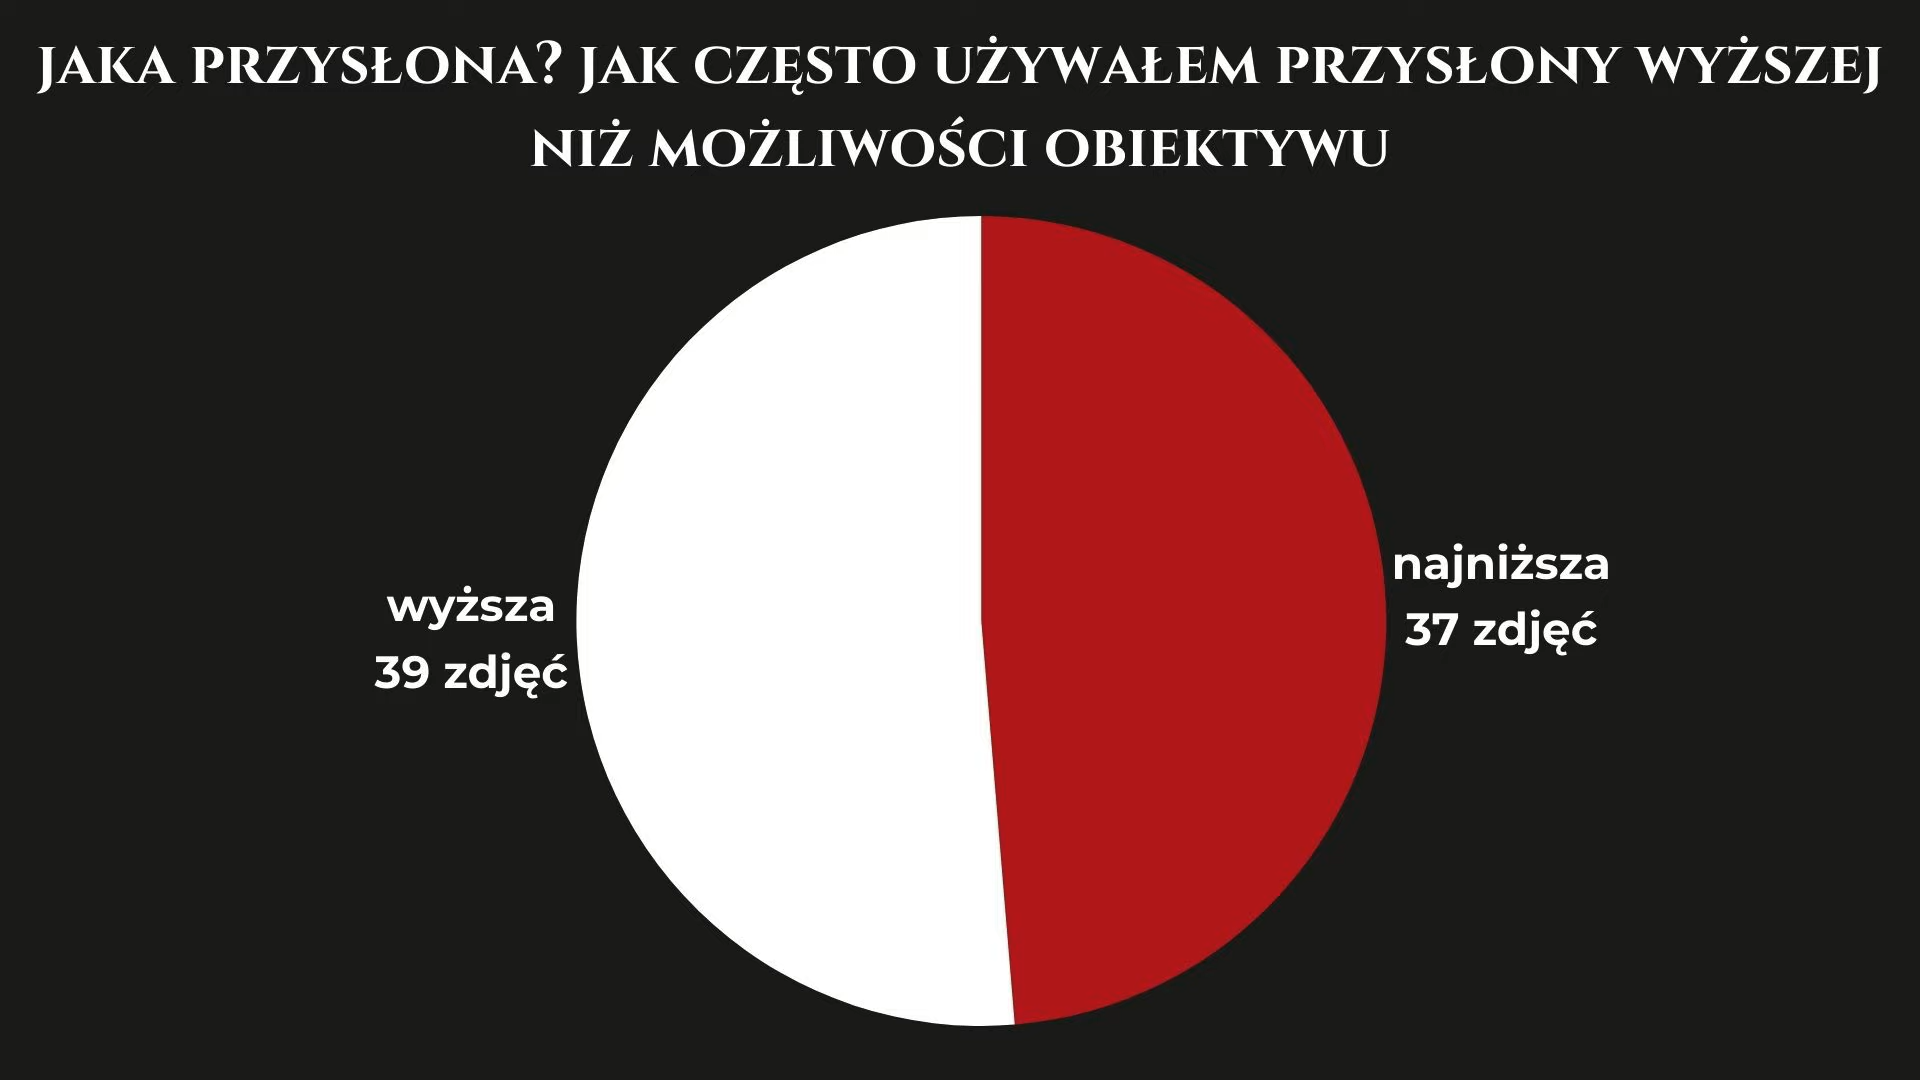 JAKA PRZYSŁONA? JAK CZĘSTO UŻYWAŁEM PRZYSŁONY WYŻSZEJ
NIŻ MOŻLIWOŚCI OBIEKTYWU
wyższa
39 zdjęć
najniższa
37 zdjęć